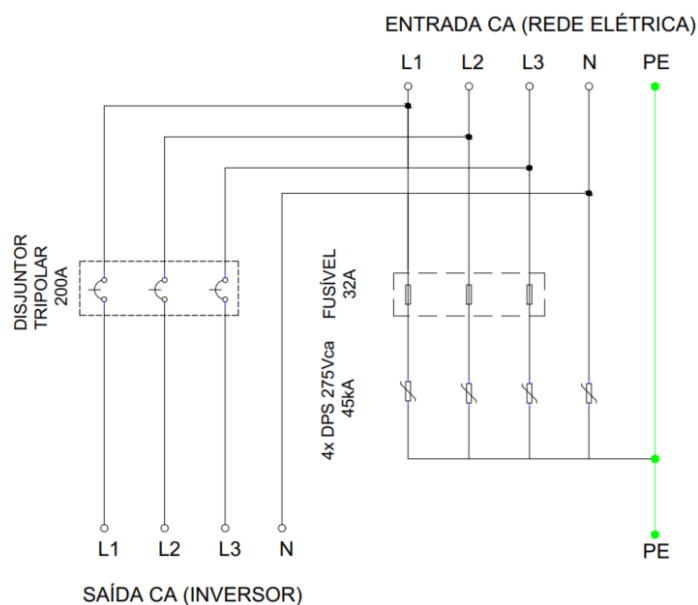 ENTRADA CA (REDE ELÉTRICA)
L1 L2 L3 N PE
DISJUNTOR
TRIPOLAR
200A
FUSÍVEL
32A
4x DPS 275Vca
45kA
L1 L2 L3 N PE
SAÍDA CA (INVERSOR)